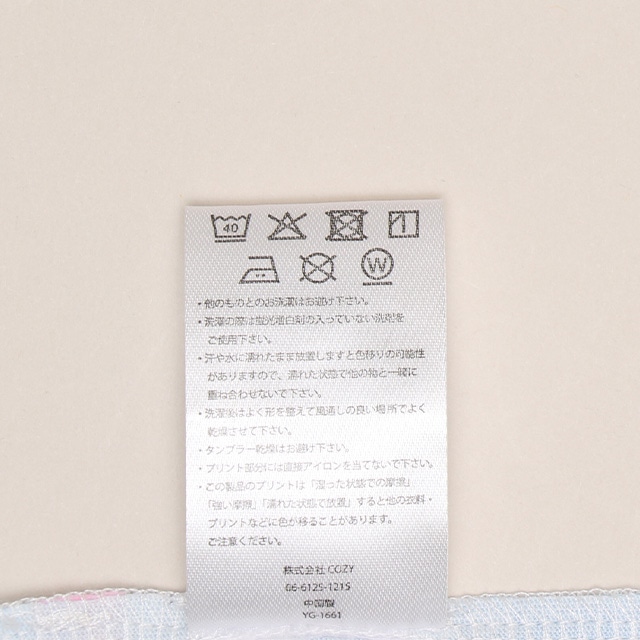 40
W
・他のものとのお洗濯はお避け下さい。
・洗濯の際は蛍光増白剤の入っていない洗剤を
ご使用下さい。
・汗や水に濡れたまま放置しますと色移りの可能性
がありますので、濡れた状態で他の物と一緒に
重ね合わせないで下さい。
・洗濯後はよく形を整えて風通しの良い場所でよく
乾燥させて下さい。
・タンブラー乾燥はお避け下さい。
・プリント部分には直接アイロンを当てないで下さい。
・この製品のプリントは「湿った状態での摩擦」
「強い摩擦」「濡れた状態で放置」すると他の衣料・
プリントなどに色が移ることがあります。
ご注意ください。
株式会社 COZY
06-6125-1215
中国製
YG-1661